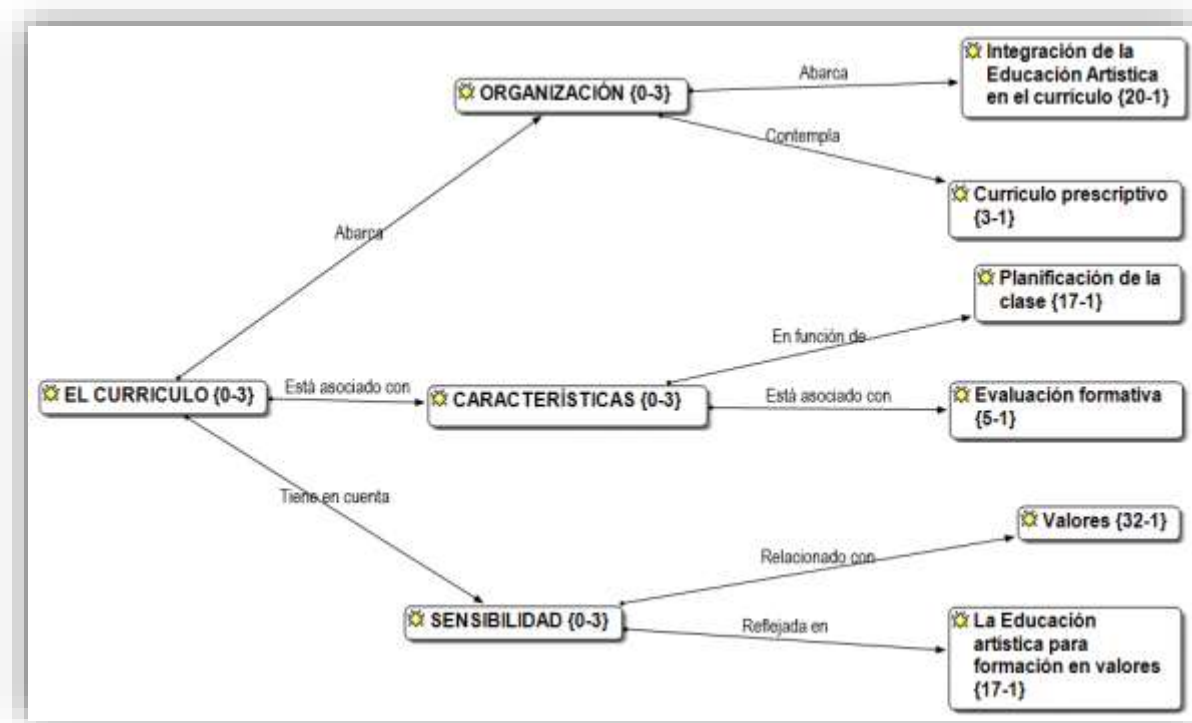 Integración de la
Educación Artística
en el currículo {20-1}
Abarca
ORGANIZACIÓN {0-3}
Contempla
Curriculo prescriptivo
{3-1}
Abarca
Planificación de la
clase {17-1}
En función de
EL CURRICULO {0-3}
Está asociado con
CARACTERÍSTICAS {0-3}
Está asociado con
Evaluación formativa
{5-1}
Tiene en cuenta
Valores {32-1}
Relacionado con
SENSIBILIDAD {0-3}
Reflejada en
La Educación
artística para
formación en valores
{17-1}